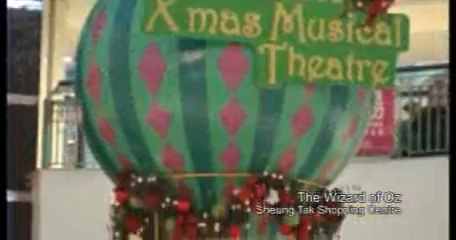 Xmas Musical
Theatre
The Wizard of Oz
Sheung Tak Shopping Centre